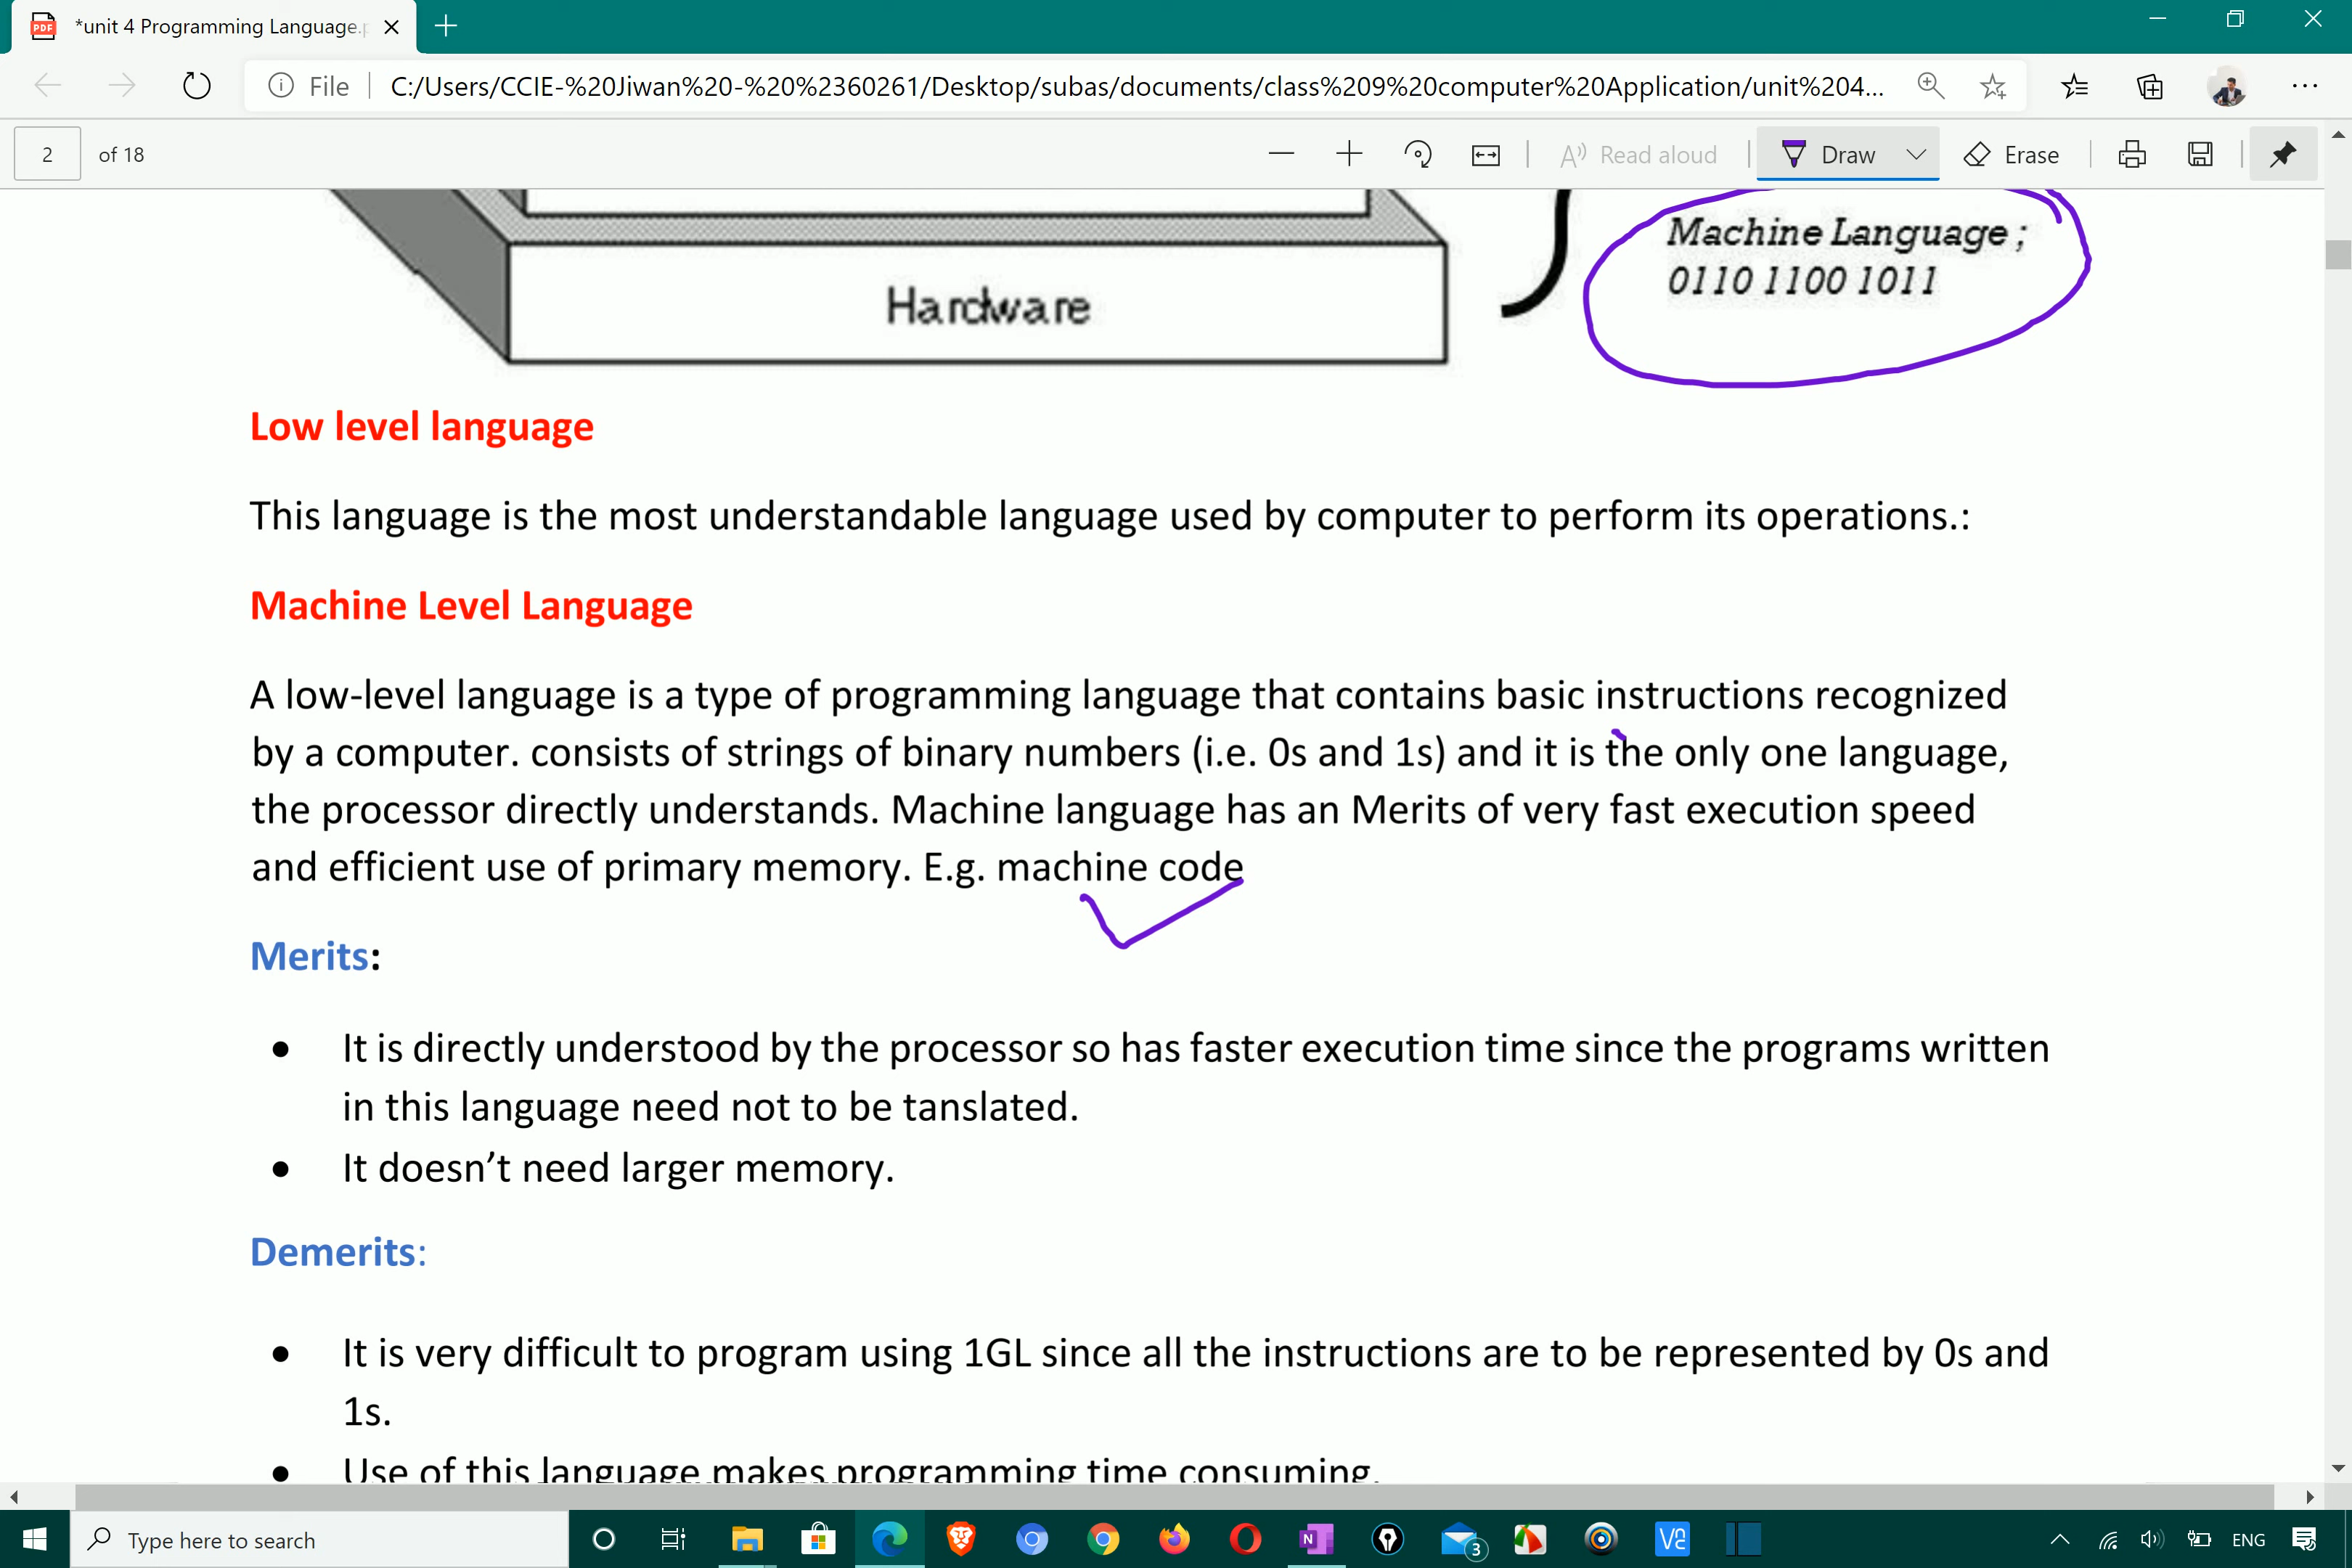 *unit 4 Programming Language.p
File
C:/Users/CCIE-%20Jiwan%20-%20%2360261/Desktop/subas/documents/class%209%20computer%20Application/unit%204...
2 of 18
Read aloud
Draw
Erase
Machine Language ;
0110 1100 1011
Hardware
Low level language
This language is the most understandable language used by computer to perform its operations.:
Machine Level Language
A low-level language is a type of programming language that contains basic instructions recognized
by a computer. consists of strings of binary numbers (i.e. 0s and 1s) and it is the only one language,
the processor directly understands. Machine language has an Merits of very fast execution speed
and efficient use of primary memory. E.g. machine code
Merits:
• It is directly understood by the processor so has faster execution time since the programs written
in this language need not to be tanslated.
• It doesn’t need larger memory.
Demerits:
• It is very difficult to program using 1GL since all the instructions are to be represented by 0s and
1s.
• Use of this language makes programming time consuming.
Type here to search
3
ENG